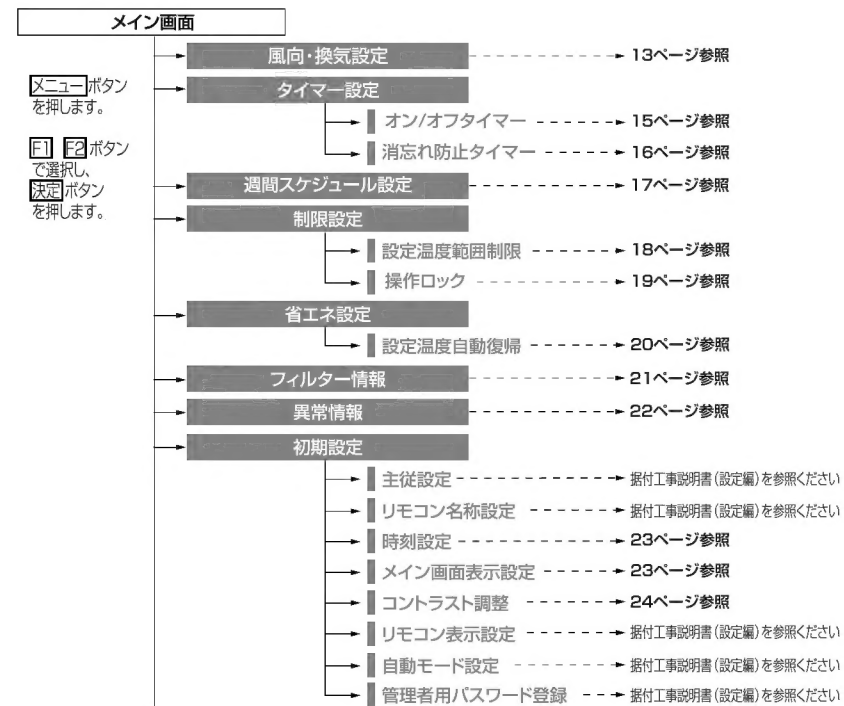 メイン画面
メニューボタン
を押します。
F1 F2ボタン
で選択し、
決定ボタン
を押します。
風向・換気設定 13ページ参照
タイマー設定
オン/オフタイマー 15ページ参照
消忘れ防止タイマー 16ページ参照
週間スケジュール設定 17ページ参照
制限設定
設定温度範囲制限 18ページ参照
操作ロック 19ページ参照
省エネ設定
設定温度自動復帰 20ページ参照
フィルター情報 21ページ参照
異常情報 22ページ参照
初期設定
主従設定 据付工事説明書(設定編)を参照ください
リモコン名称設定 据付工事説明書(設定編)を参照ください
時刻設定 23ページ参照
メイン画面表示設定 23ページ参照
コントラスト調整 24ページ参照
リモコン表示設定 据付工事説明書(設定編)を参照ください
自動モード設定 据付工事説明書(設定編)を参照ください
管理者用パスワード登録 据付工事説明書(設定編)を参照ください